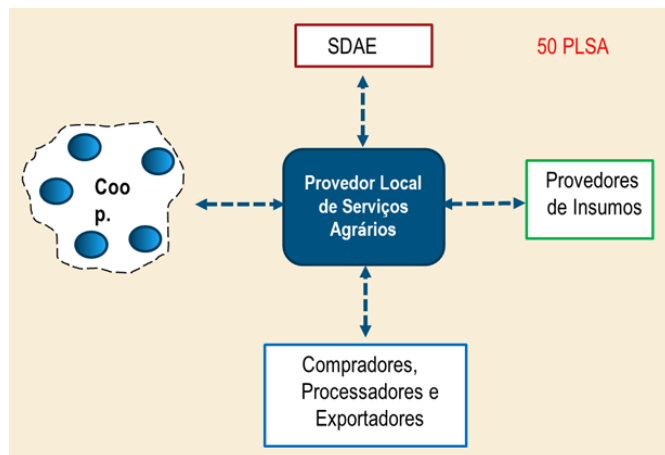 SDAE
50 PLSA
Coo
p.
Provedor Local
de Serviços
Agrários
Provedores
de Insumos
Compradores,
Processadores e
Exportadores